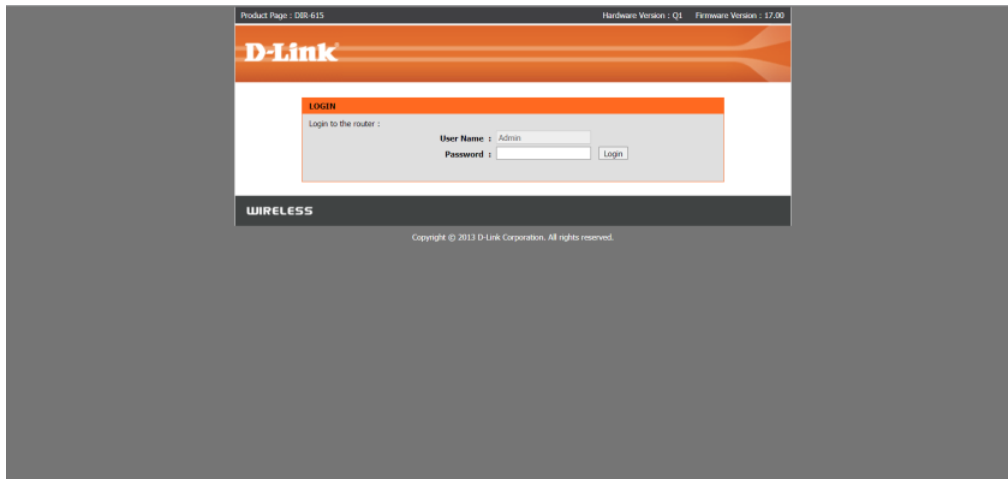 Product Page : DIR-615 Hardware Version : Q1 Firmware Version : 17.00
D-Link
LOGIN
Login to the router :
User Name : Admin
Password : Login
WIRELESS
Copyright © 2013 D-Link Corporation. All rights reserved.